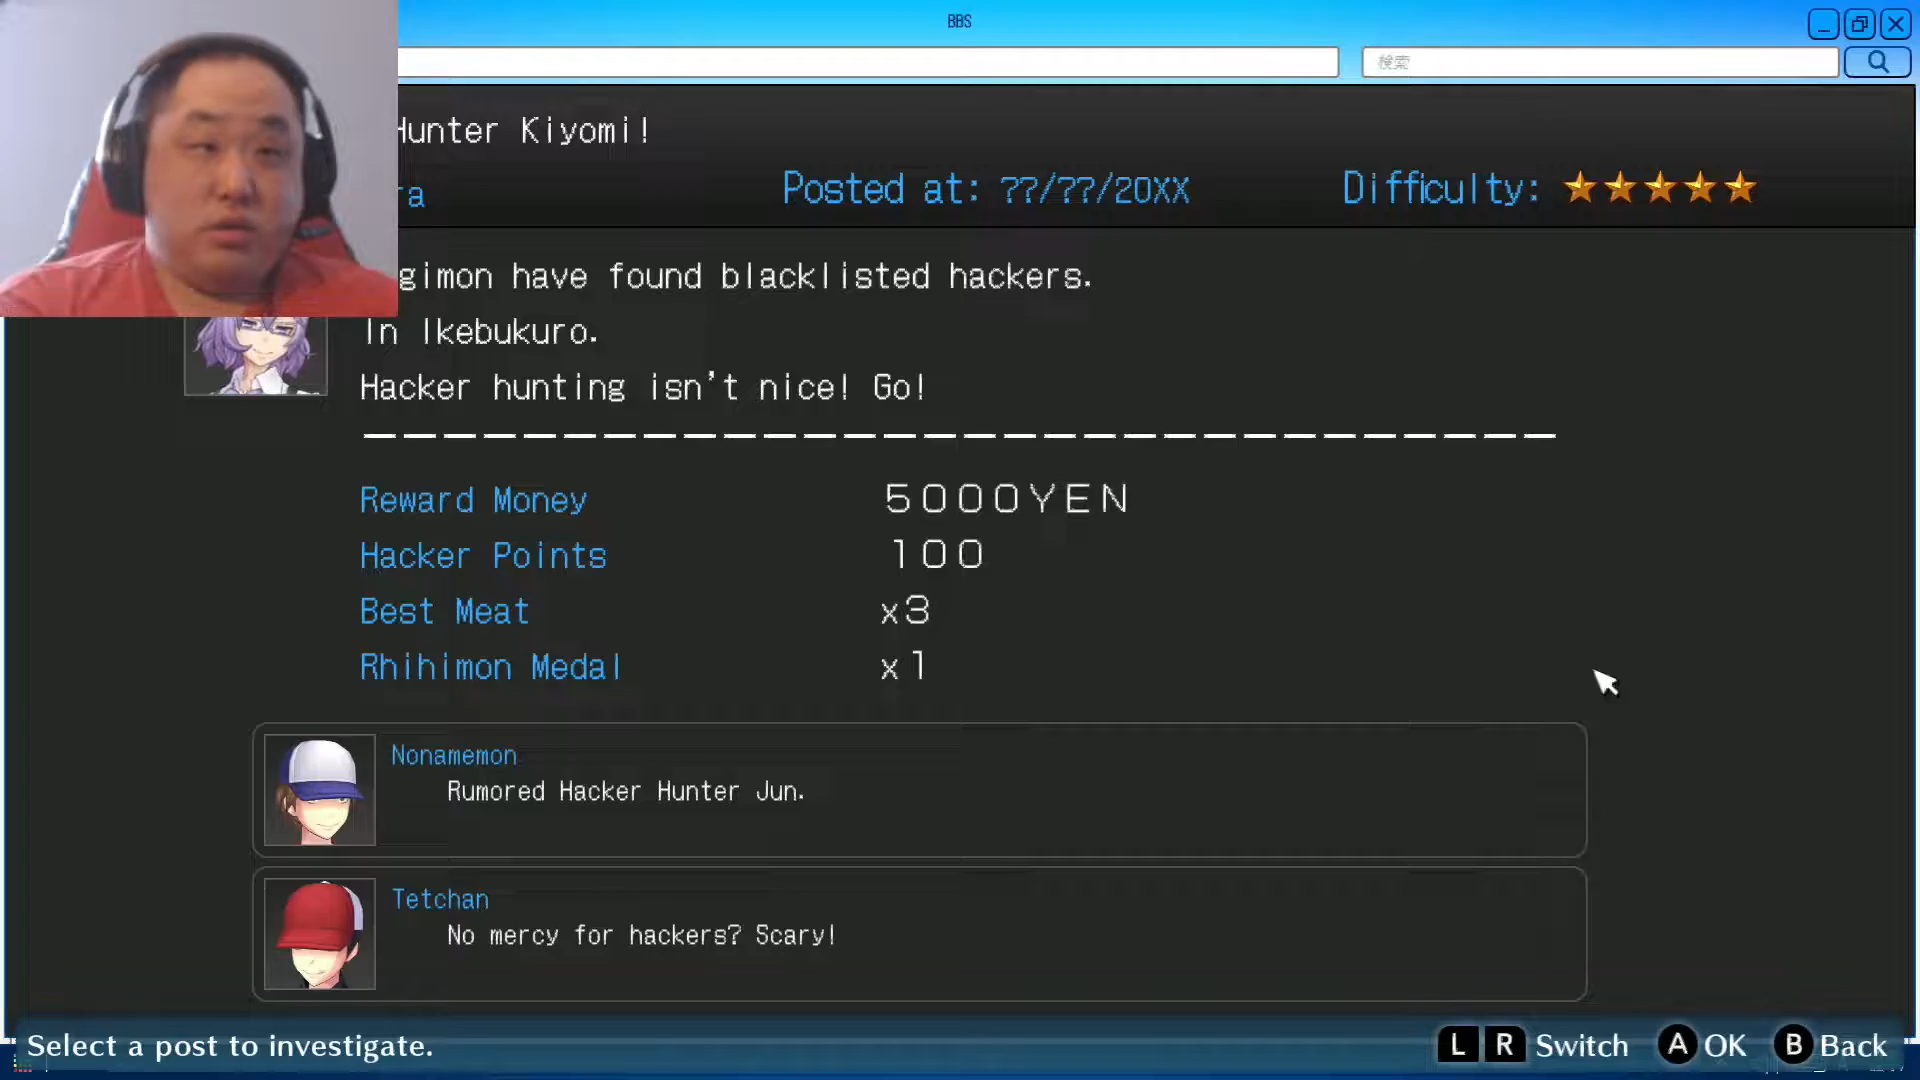 BBS
検索
Hunter Kiyomi!
ra
Posted at: ??/??/20XX
Difficulty: ★★★★★
gimon have found blacklisted hackers.
In Ikebukuro.
Hacker hunting isn't nice! Go!
Reward Money 5000YEN
Hacker Points 100
Best Meat x3
Rhihimon Medal x1
Nonamemon
Rumored Hacker Hunter Jun.
Tetchan
No mercy for hackers? Scary!
Select a post to investigate.
L R Switch A OK B Back